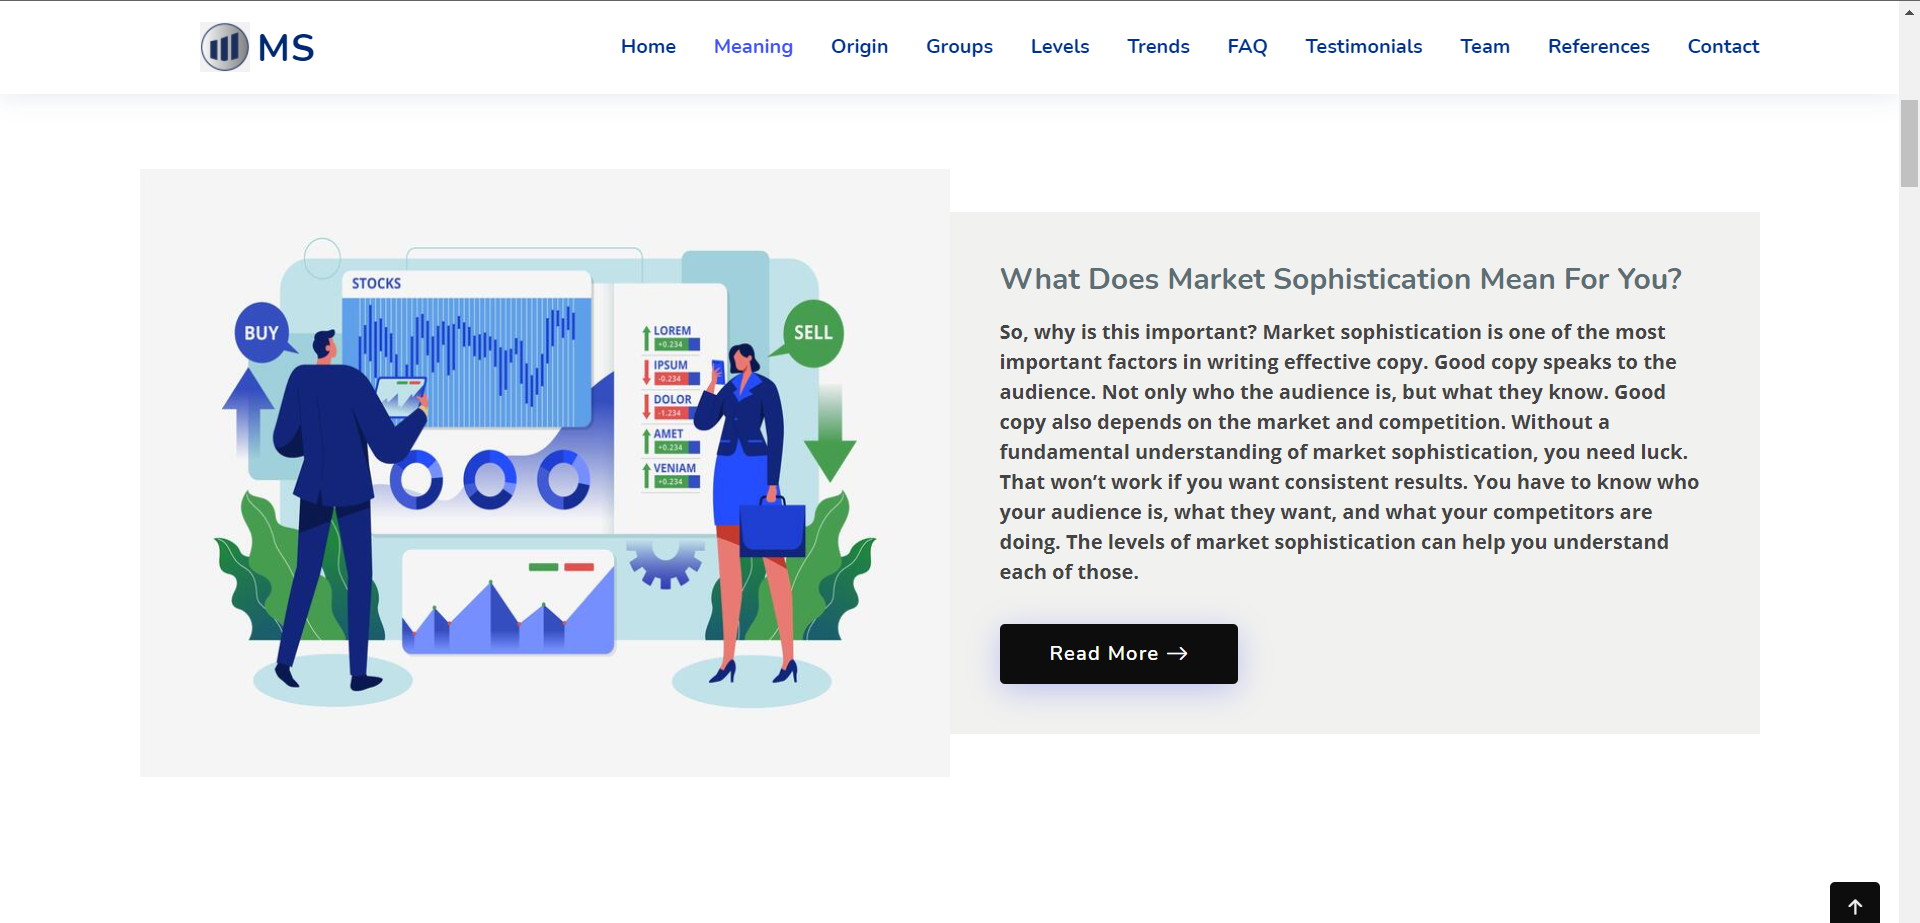 MS
Home Meaning Origin Groups Levels Trends FAQ Testimonials Team References Contact
STOCKS
BUY
SELL
LOREM
+0.234
IPSUM
-0.234
DOLOR
-1.234
AMET
+0.234
VENIAM
+0.234
What Does Market Sophistication Mean For You?
So, why is this important? Market sophistication is one of the most
important factors in writing effective copy. Good copy speaks to the
audience. Not only who the audience is, but what they know. Good
copy also depends on the market and competition. Without a
fundamental understanding of market sophistication, you need luck.
That won’t work if you want consistent results. You have to know who
your audience is, what they want, and what your competitors are
doing. The levels of market sophistication can help you understand
each of those.
Read More →